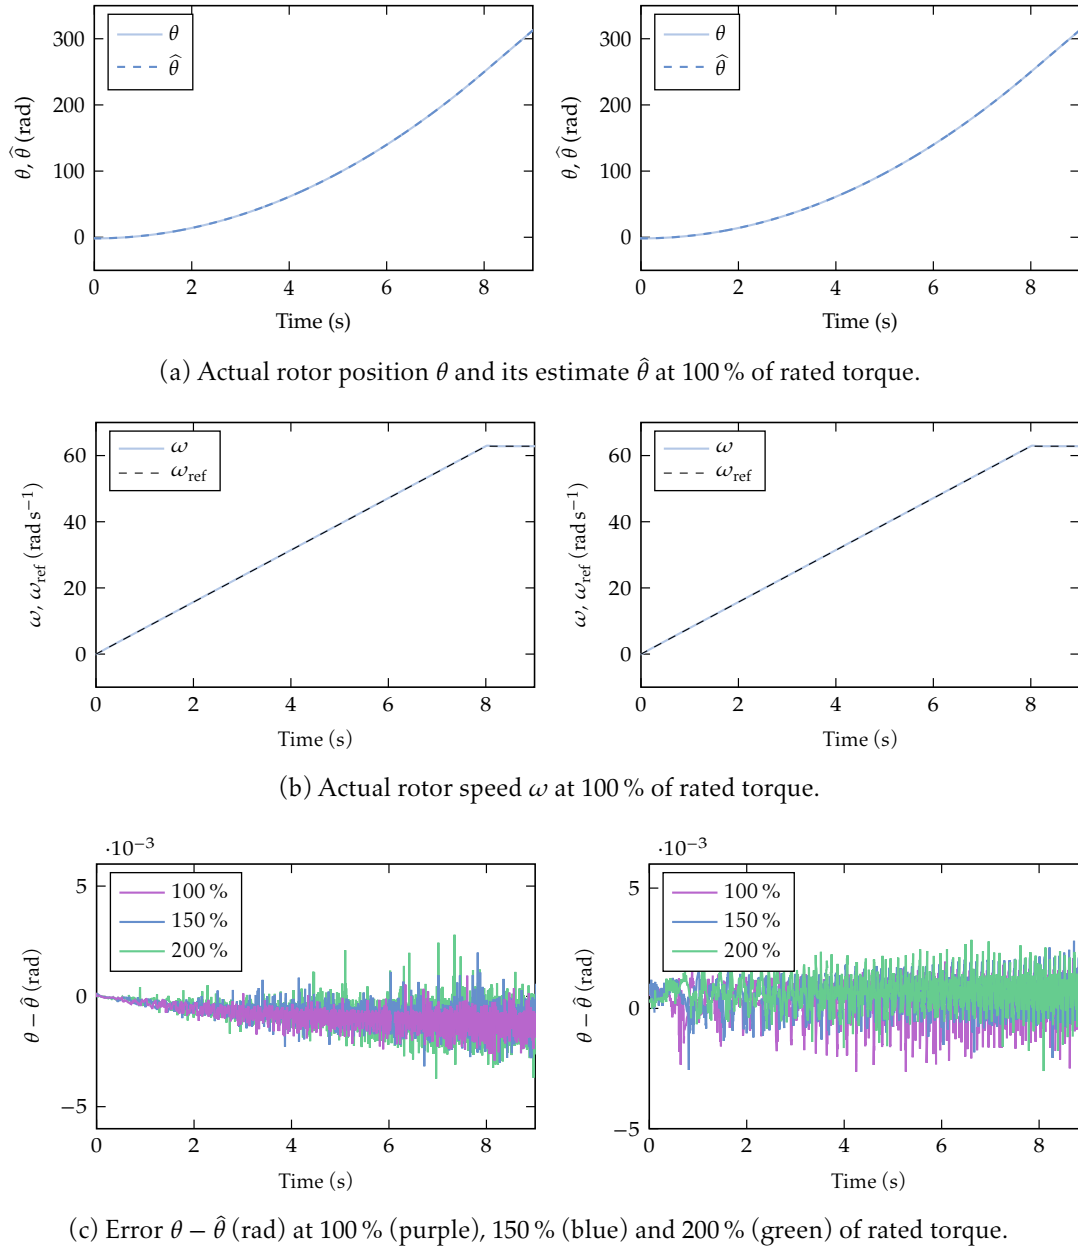 θ
θ̂
300
200
100
0
θ, θ̂ (rad)
0 2 4 6 8
Time (s)
θ
θ̂
300
200
100
0
θ, θ̂ (rad)
0 2 4 6 8
Time (s)
(a) Actual rotor position θ and its estimate θ̂ at 100 % of rated torque.
ω
ω_ref
60
40
20
0
ω, ω_ref (rad s⁻¹)
0 2 4 6 8
Time (s)
ω
ω_ref
60
40
20
0
ω, ω_ref (rad s⁻¹)
0 2 4 6 8
Time (s)
(b) Actual rotor speed ω at 100 % of rated torque.
·10⁻³
100 %
150 %
200 %
5
0
−5
θ − θ̂ (rad)
0 2 4 6 8
Time (s)
·10⁻³
100 %
150 %
200 %
5
0
−5
θ − θ̂ (rad)
0 2 4 6 8
Time (s)
(c) Error θ − θ̂ (rad) at 100 % (purple), 150 % (blue) and 200 % (green) of rated torque.